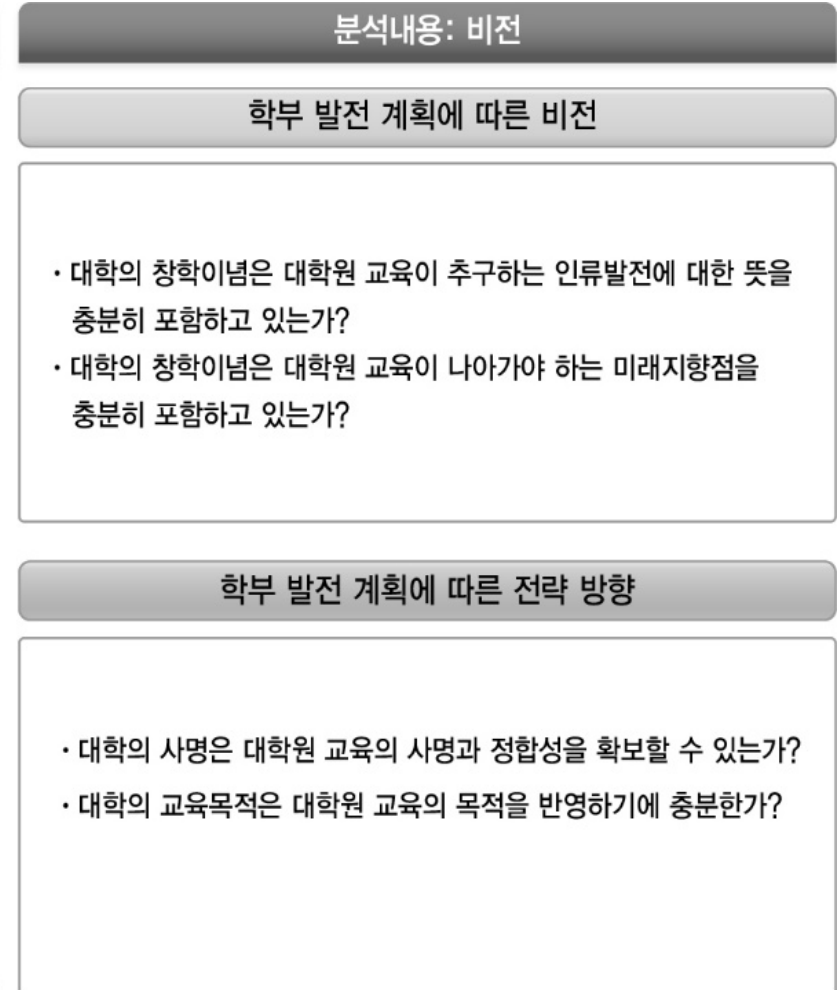 분석내용: 비전
학부 발전 계획에 따른 비전
· 대학의 창학이념은 대학원 교육이 추구하는 인류발전에 대한 뜻을
충분히 포함하고 있는가?
· 대학의 창학이념은 대학원 교육이 나아가야 하는 미래지향점을
충분히 포함하고 있는가?
학부 발전 계획에 따른 전략 방향
· 대학의 사명은 대학원 교육의 사명과 정합성을 확보할 수 있는가?
· 대학의 교육목적은 대학원 교육의 목적을 반영하기에 충분한가?